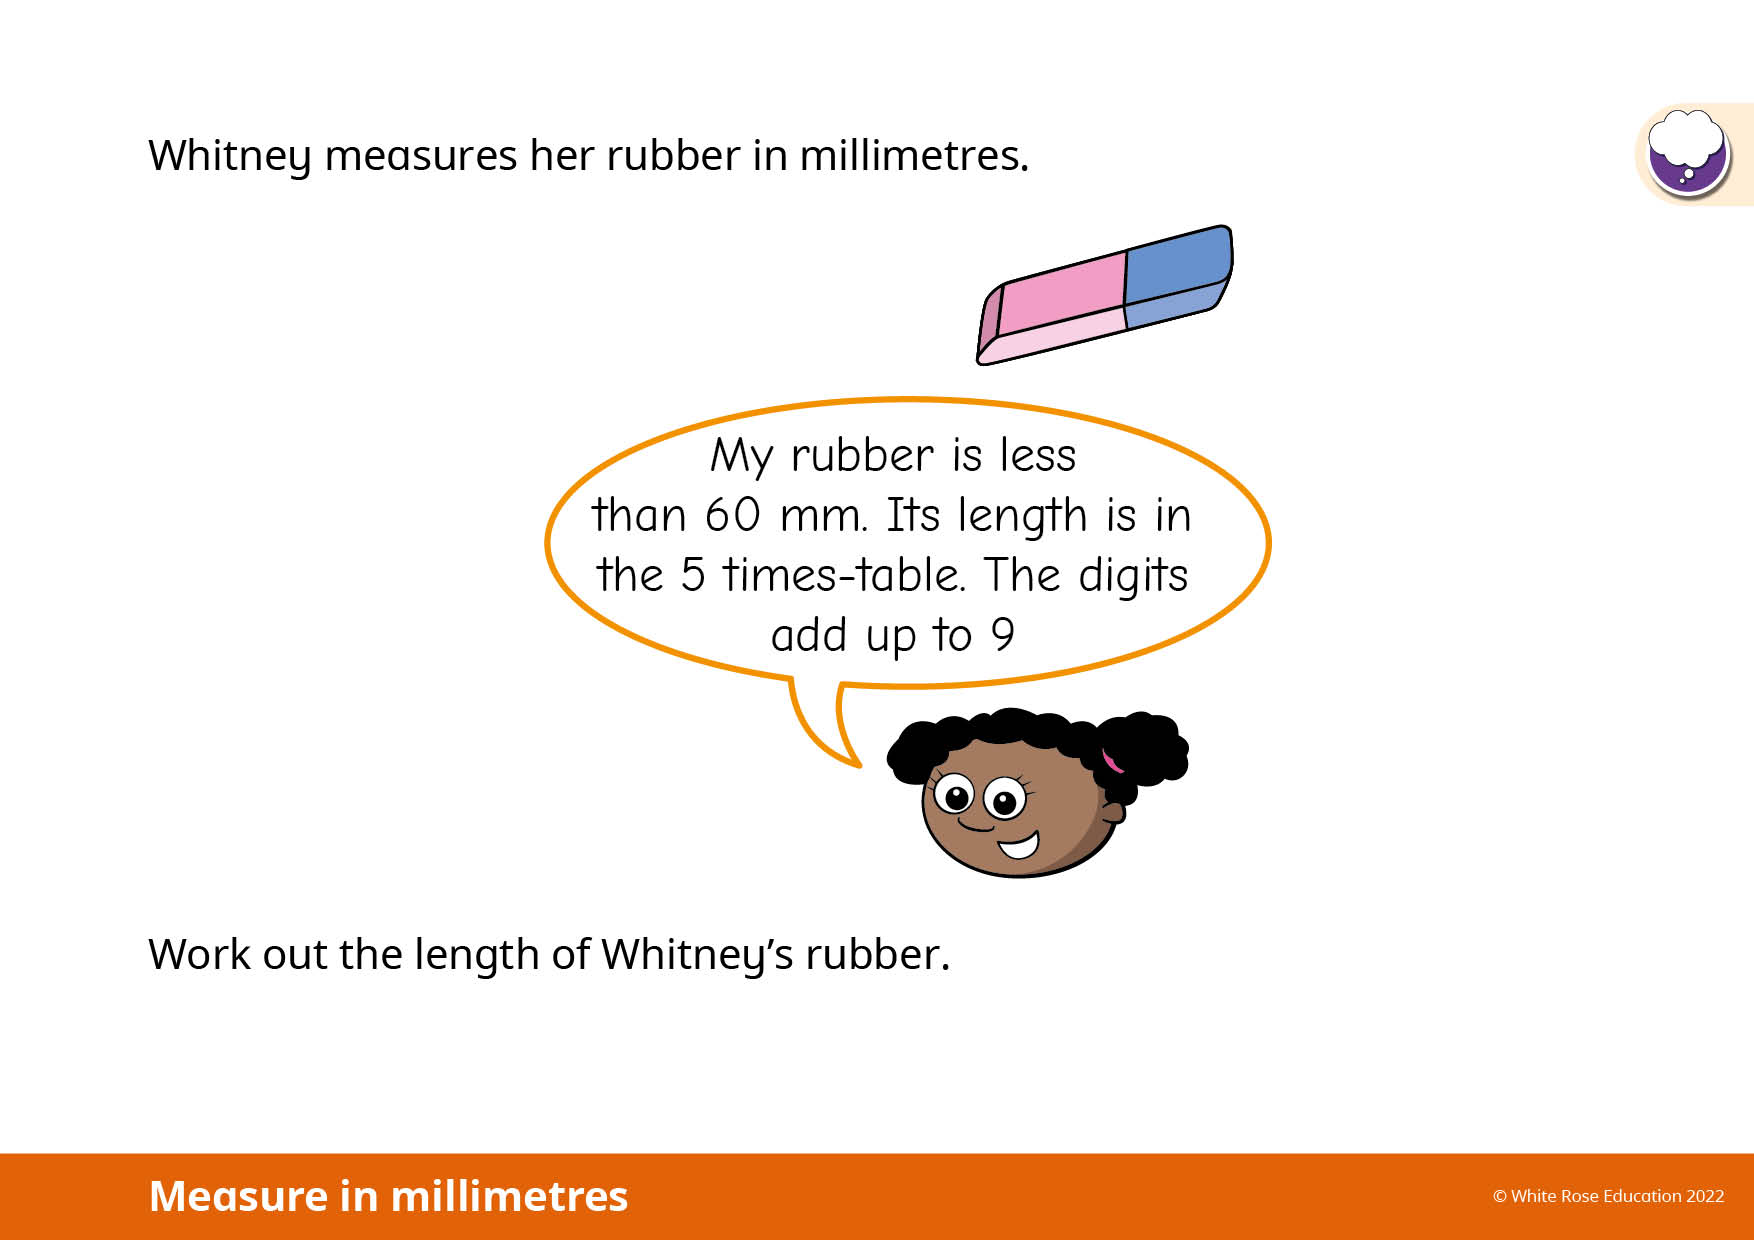 Whitney measures her rubber in millimetres.
My rubber is less
than 60 mm. Its length is in
the 5 times-table. The digits
add up to 9
Work out the length of Whitney’s rubber.
Measure in millimetres
© White Rose Education 2022